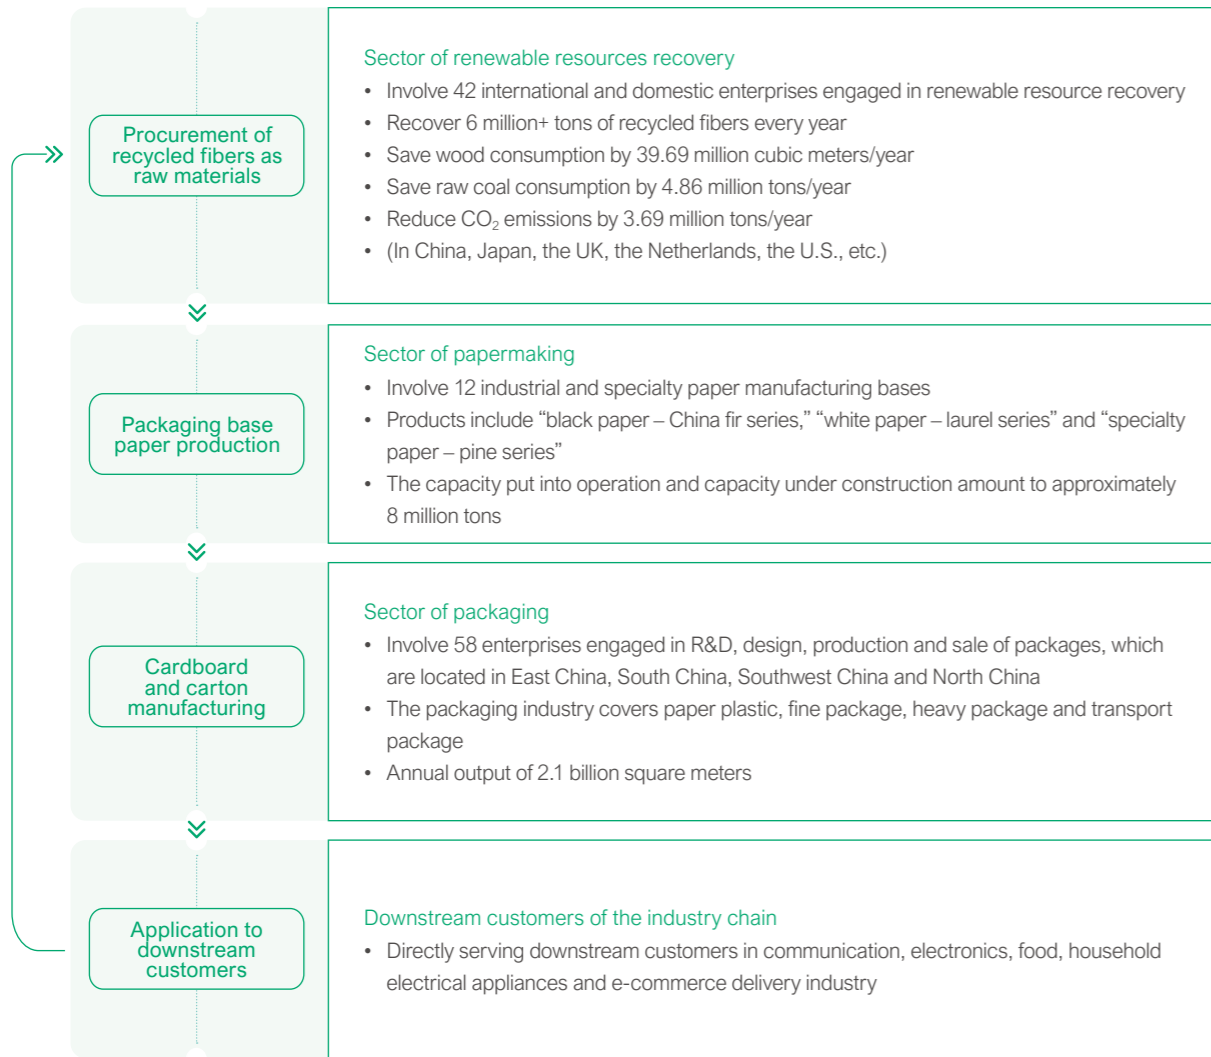 Procurement of
recycled fibers as
raw materials
Sector of renewable resources recovery
• Involve 42 international and domestic enterprises engaged in renewable resource recovery
• Recover 6 million+ tons of recycled fibers every year
• Save wood consumption by 39.69 million cubic meters/year
• Save raw coal consumption by 4.86 million tons/year
• Reduce CO₂ emissions by 3.69 million tons/year
• (In China, Japan, the UK, the Netherlands, the U.S., etc.)
Packaging base
paper production
Sector of papermaking
• Involve 12 industrial and specialty paper manufacturing bases
• Products include “black paper – China fir series,” “white paper – laurel series” and “specialty
paper – pine series”
• The capacity put into operation and capacity under construction amount to approximately
8 million tons
Cardboard
and carton
manufacturing
Sector of packaging
• Involve 58 enterprises engaged in R&D, design, production and sale of packages, which
are located in East China, South China, Southwest China and North China
• The packaging industry covers paper plastic, fine package, heavy package and transport
package
• Annual output of 2.1 billion square meters
Application to
downstream
customers
Downstream customers of the industry chain
• Directly serving downstream customers in communication, electronics, food, household
electrical appliances and e-commerce delivery industry